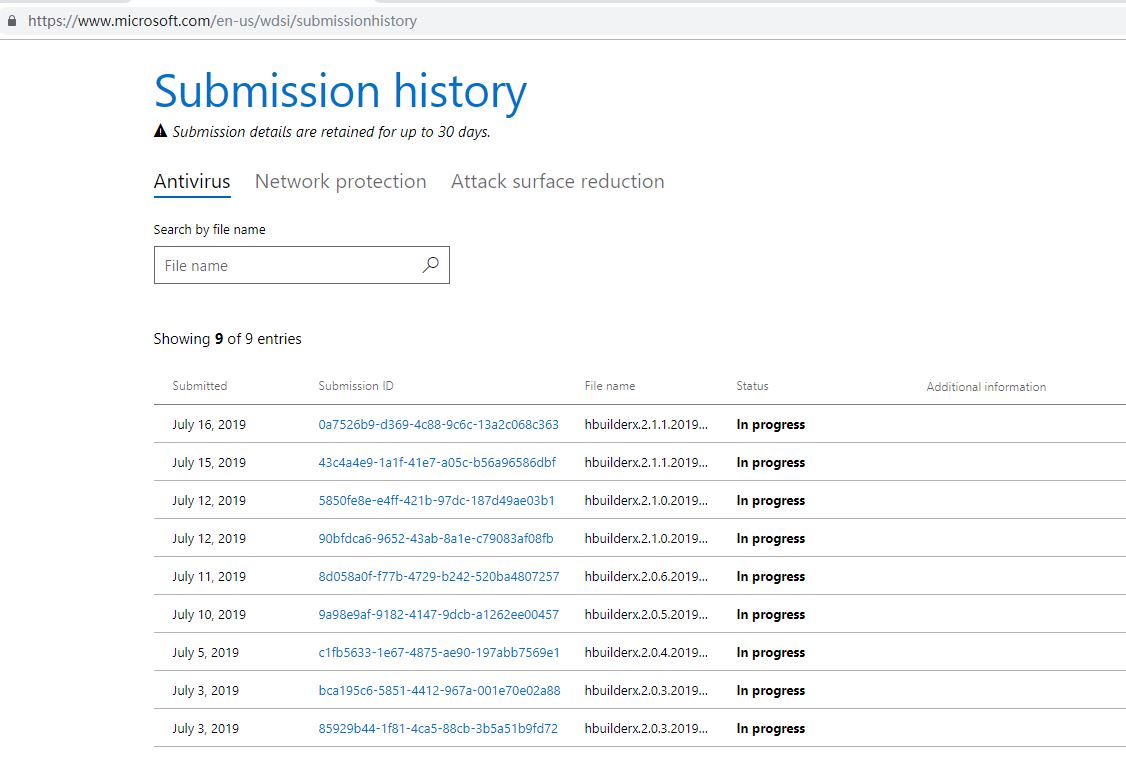 https://www.microsoft.com/en-us/wdsi/submissionhistory
Submission history
Submission details are retained for up to 30 days.
Antivirus Network protection Attack surface reduction
Search by file name
File name
Showing 9 of 9 entries
Submitted Submission ID File name Status Additional information
July 16, 2019 0a7526b9-d369-4c88-9c6c-13a2c068c363 hbuilderx.2.1.1.2019... In progress
July 15, 2019 43c4a4e9-1a1f-41e7-a05c-b56a96586dbf hbuilderx.2.1.1.2019... In progress
July 12, 2019 5850fe8e-e4ff-421b-97dc-187d49ae03b1 hbuilderx.2.1.0.2019... In progress
July 12, 2019 90bfdca6-9652-43ab-8a1e-c79083af08fb hbuilderx.2.1.0.2019... In progress
July 11, 2019 8d058a0f-f77b-4729-b242-520ba4807257 hbuilderx.2.0.6.2019... In progress
July 10, 2019 9a98e9af-9182-4147-9dcb-a1262ee00457 hbuilderx.2.0.5.2019... In progress
July 5, 2019 c1fb5633-1e67-4875-ae90-197abb7569e1 hbuilderx.2.0.4.2019... In progress
July 3, 2019 bca195c6-5851-4412-967a-001e70e02a88 hbuilderx.2.0.3.2019... In progress
July 3, 2019 85929b44-1f81-4ca5-88cb-3b5a51b9fd72 hbuilderx.2.0.3.2019... In progress